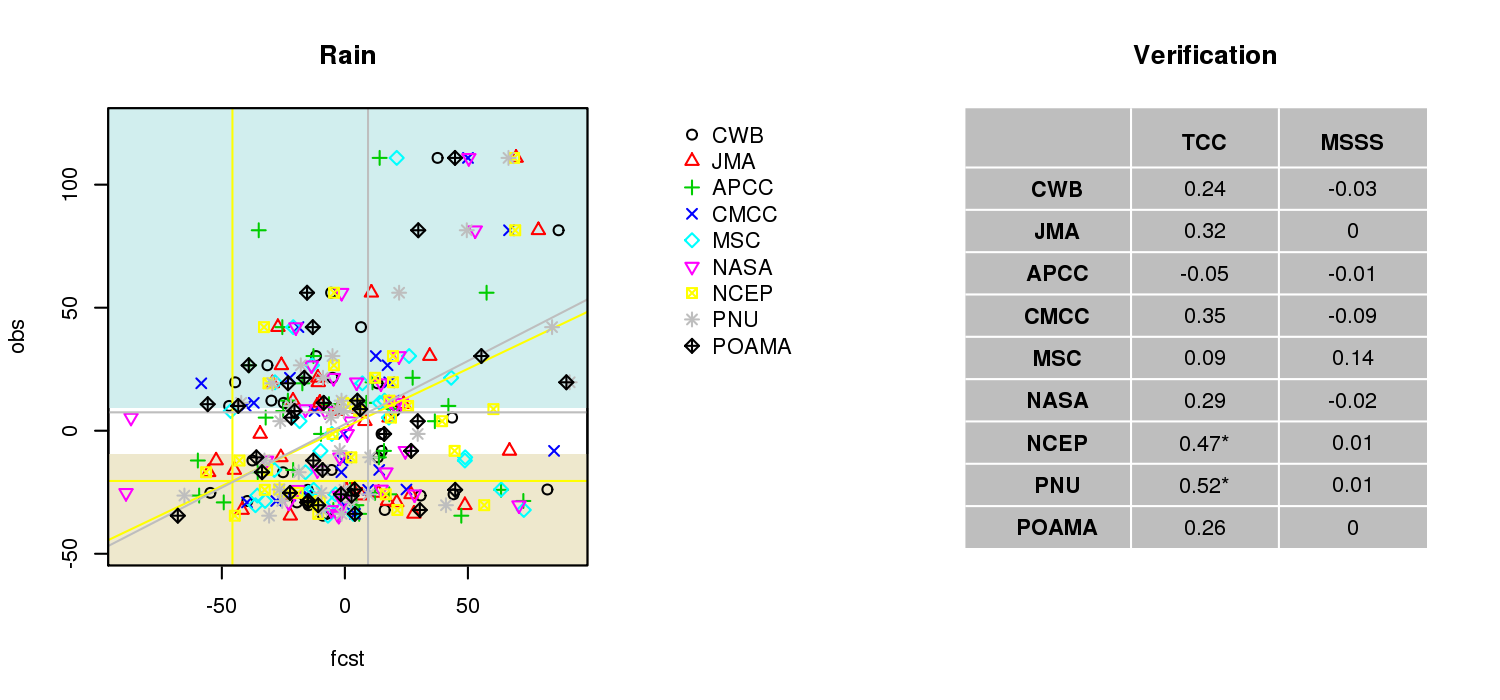 Rain
Verification
obs
100
50
0
-50
-50 0 50
fcst
CWB
JMA
APCC
CMCC
MSC
NASA
NCEP
PNU
POAMA
TCC MSSS
CWB 0.24 -0.03
JMA 0.32 0
APCC -0.05 -0.01
CMCC 0.35 -0.09
MSC 0.09 0.14
NASA 0.29 -0.02
NCEP 0.47* 0.01
PNU 0.52* 0.01
POAMA 0.26 0